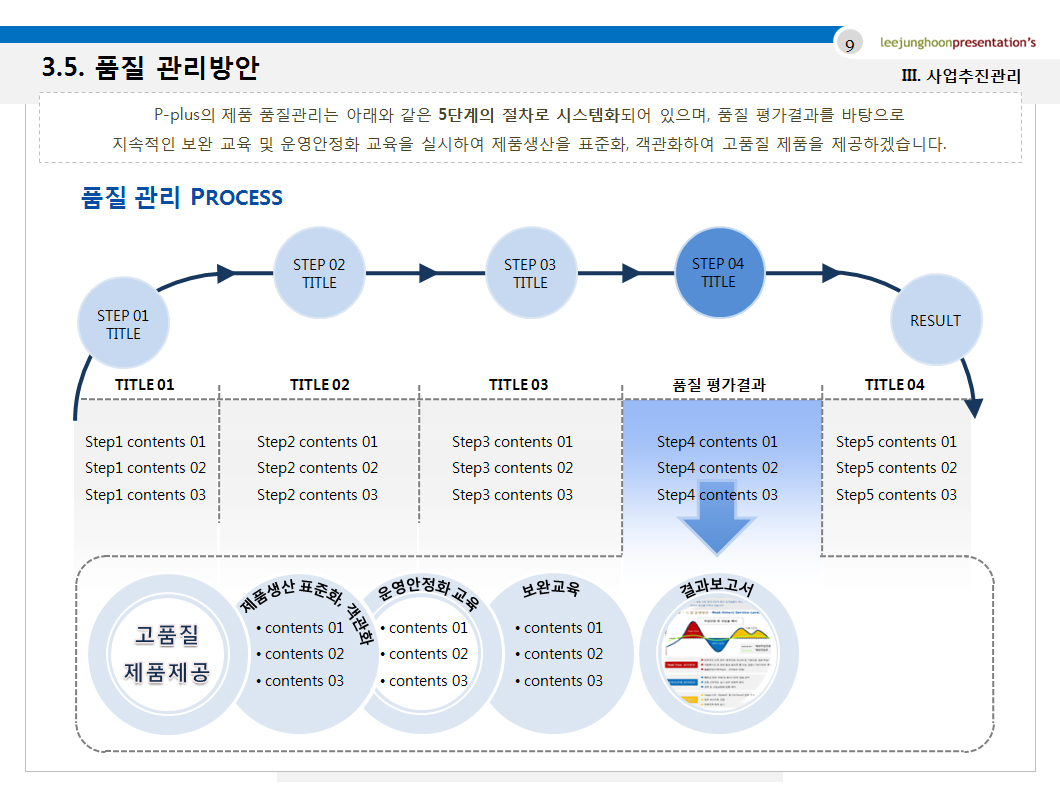 9
leejunghoonpresentation's
3.5. 품질 관리방안
III. 사업추진관리
P-plus의 제품 품질관리는 아래와 같은 5단계의 절차로 시스템화되어 있으며, 품질 평가결과를 바탕으로
지속적인 보완 교육 및 운영안정화 교육을 실시하여 제품생산을 표준화, 객관화하여 고품질 제품을 제공하겠습니다.
품질 관리 PROCESS
STEP 01
TITLE
STEP 02
TITLE
STEP 03
TITLE
STEP 04
TITLE
RESULT
TITLE 01
TITLE 02
TITLE 03
품질 평가결과
TITLE 04
Step1 contents 01
Step1 contents 02
Step1 contents 03
Step2 contents 01
Step2 contents 02
Step2 contents 03
Step3 contents 01
Step3 contents 02
Step3 contents 03
Step4 contents 01
Step4 contents 02
Step4 contents 03
Step5 contents 01
Step5 contents 02
Step5 contents 03
고품질
제품제공
제품생산 표준화, 객관화
• contents 01
• contents 02
• contents 03
운영안정화 교육
• contents 01
• contents 02
• contents 03
보완교육
• contents 01
• contents 02
• contents 03
결과보고서